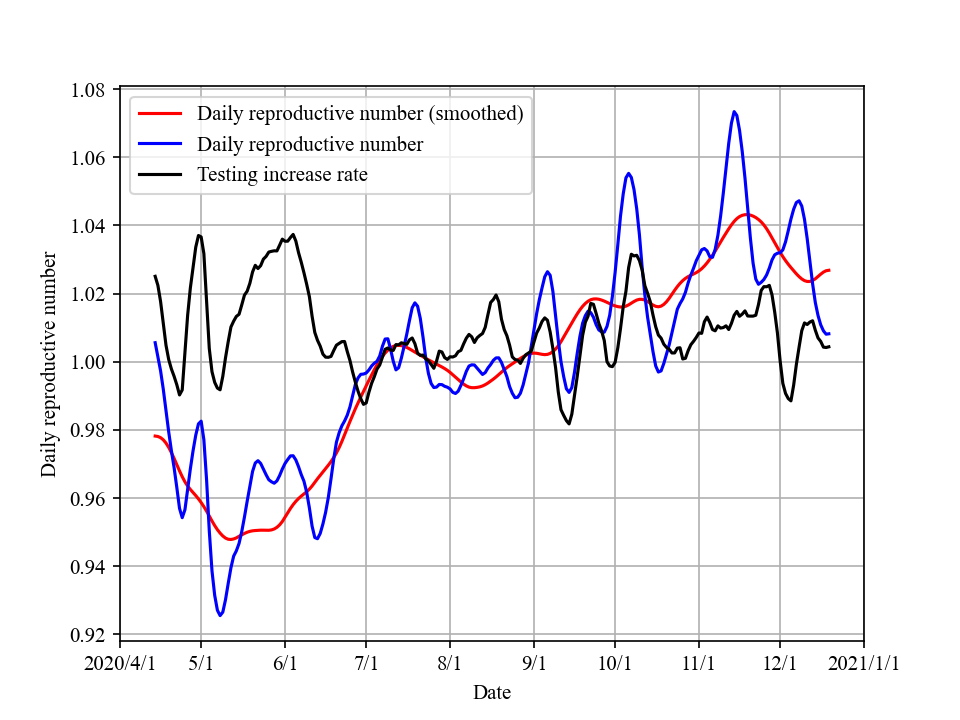 Daily reproductive number (smoothed)
Daily reproductive number
Testing increase rate
1.08
1.06
1.04
1.02
1.00
0.98
0.96
0.94
0.92
Daily reproductive number
2020/4/1 5/1 6/1 7/1 8/1 9/1 10/1 11/1 12/1 2021/1/1
Date